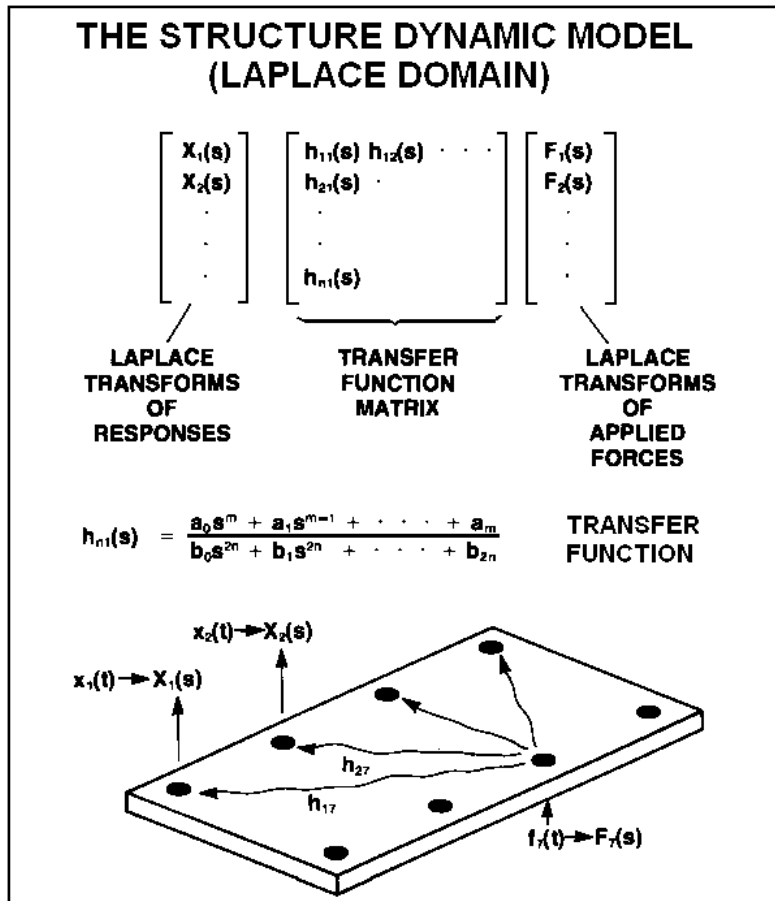 THE STRUCTURE DYNAMIC MODEL
(LAPLACE DOMAIN)
X₁(s) h₁₁(s) h₁₂(s) · · · F₁(s)
X₂(s) h₂₁(s) · F₂(s)
· · ·
· · ·
· hₙ₁(s) ·
LAPLACE
TRANSFORMS
OF
RESPONSES
TRANSFER
FUNCTION
MATRIX
LAPLACE
TRANSFORMS
OF
APPLIED
FORCES
hₙ₁(s) = a₀sᵐ + a₁sᵐ⁻¹ + · · · + aₘ
b₀s²ⁿ + b₁s²ⁿ + · · · + b₂ₙ
TRANSFER
FUNCTION
x₂(t)→X₂(s)
x₁(t)→X₁(s)
h₂₇
h₁₇
f₇(t)→F₇(s)